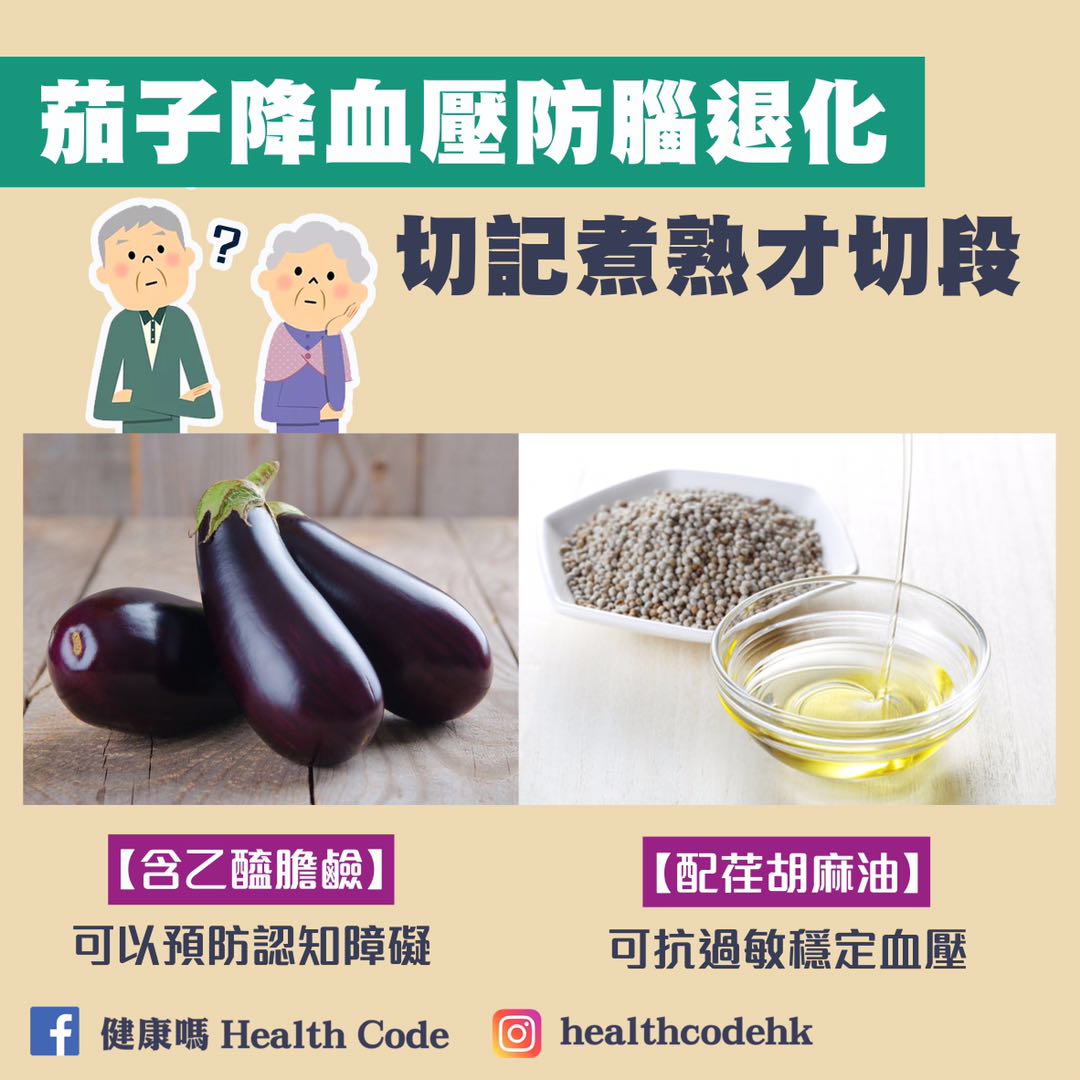 茄子降血壓防腦退化
?
切記煮熟才切段
【含乙醯膽鹼】
可以預防認知障礙
【配荏胡麻油】
可抗過敏穩定血壓
健康嗎 Health Code
healthcodehk